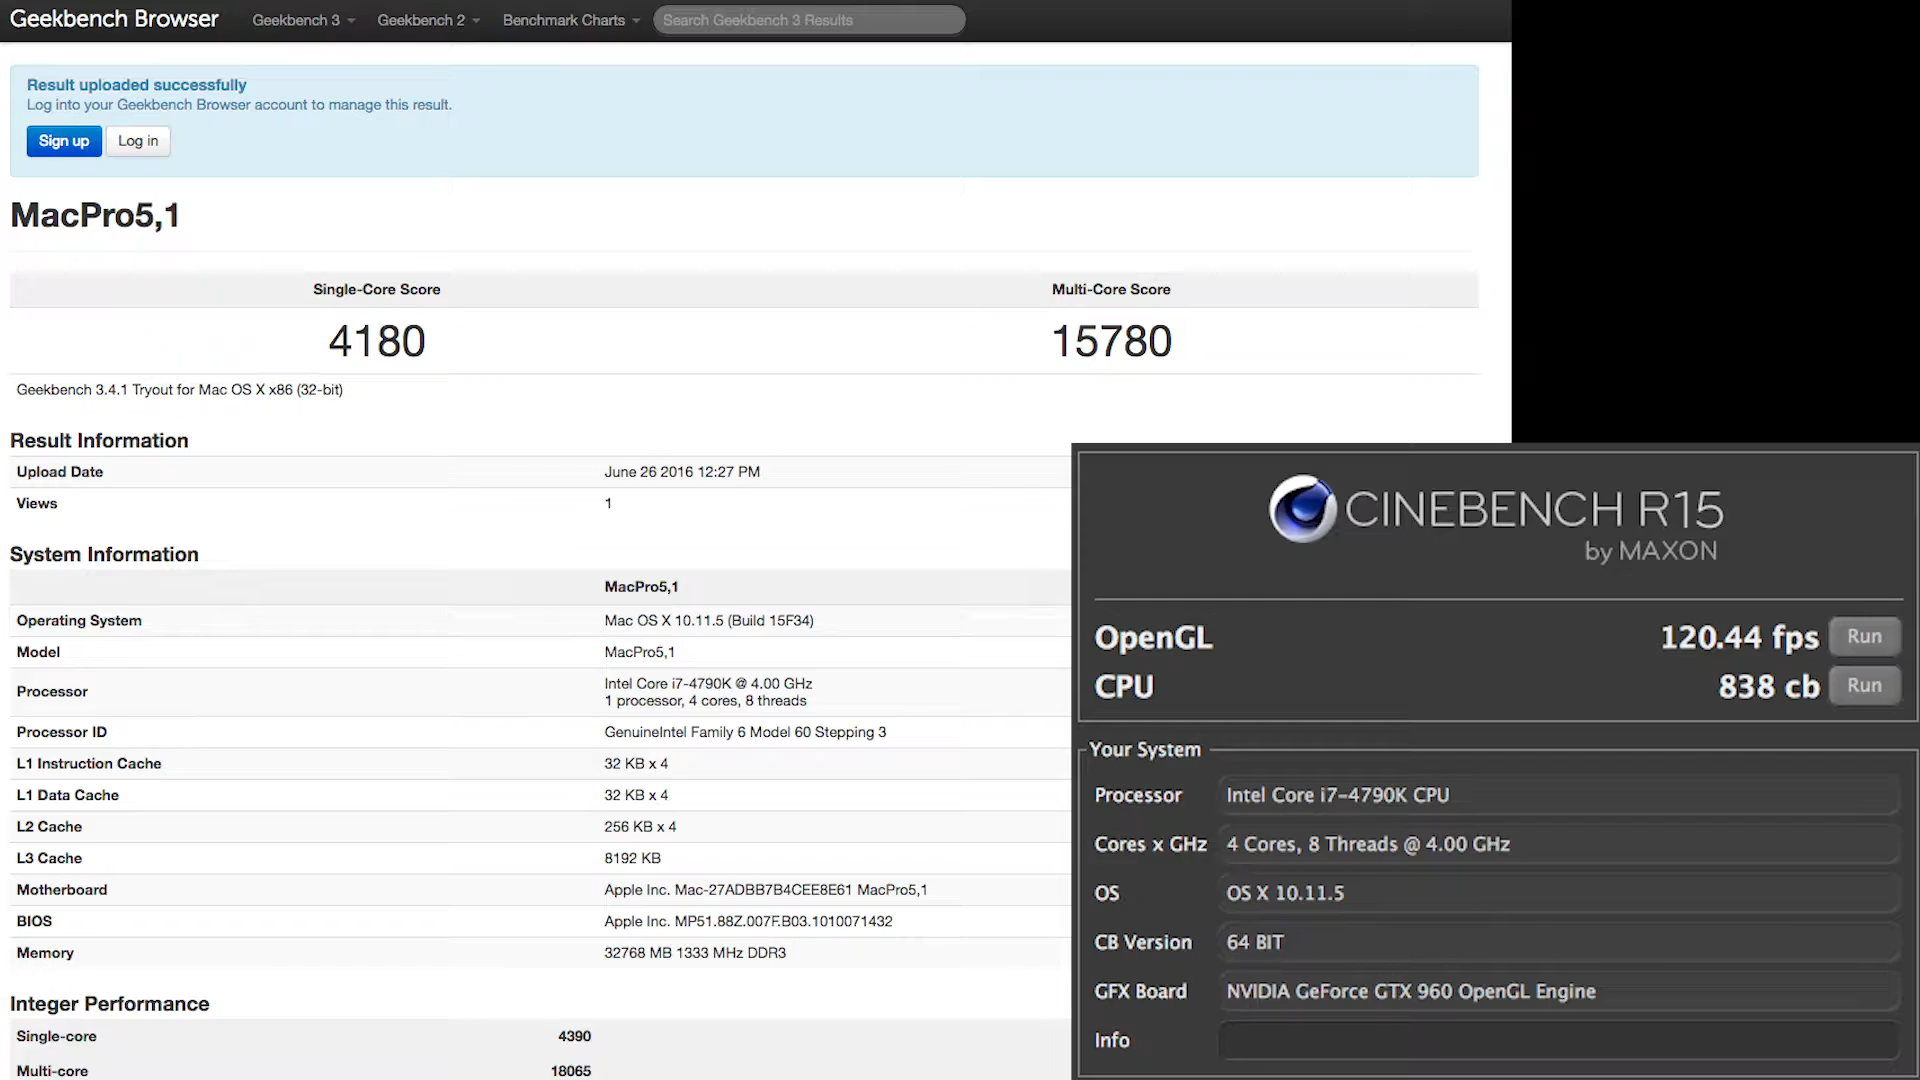 Geekbench Browser Geekbench 3 Geekbench 2 Benchmark Charts Search Geekbench 3 Results
Result uploaded successfully
Log into your Geekbench Browser account to manage this result.
Sign up Log in
MacPro5,1
Single-Core Score Multi-Core Score
4180 15780
Geekbench 3.4.1 Tryout for Mac OS X x86 (32-bit)
Result Information
Upload Date June 26 2016 12:27 PM
Views 1
System Information
MacPro5,1
Operating System Mac OS X 10.11.5 (Build 15F34)
Model MacPro5,1
Processor Intel Core i7-4790K @ 4.00 GHz
1 processor, 4 cores, 8 threads
Processor ID GenuineIntel Family 6 Model 60 Stepping 3
L1 Instruction Cache 32 KB x 4
L1 Data Cache 32 KB x 4
L2 Cache 256 KB x 4
L3 Cache 8192 KB
Motherboard Apple Inc. Mac-27ADBB7B4CEE8E61 MacPro5,1
BIOS Apple Inc. MP51.88Z.007F.B03.1010071432
Memory 32768 MB 1333 MHz DDR3
Integer Performance
Single-core 4390
Multi-core 18065
CINEBENCH R15
by MAXON
OpenGL 120.44 fps Run
CPU 838 cb Run
Your System
Processor Intel Core i7-4790K CPU
Cores x GHz 4 Cores, 8 Threads @ 4.00 GHz
OS OS X 10.11.5
CB Version 64 BIT
GFX Board NVIDIA GeForce GTX 960 OpenGL Engine
Info